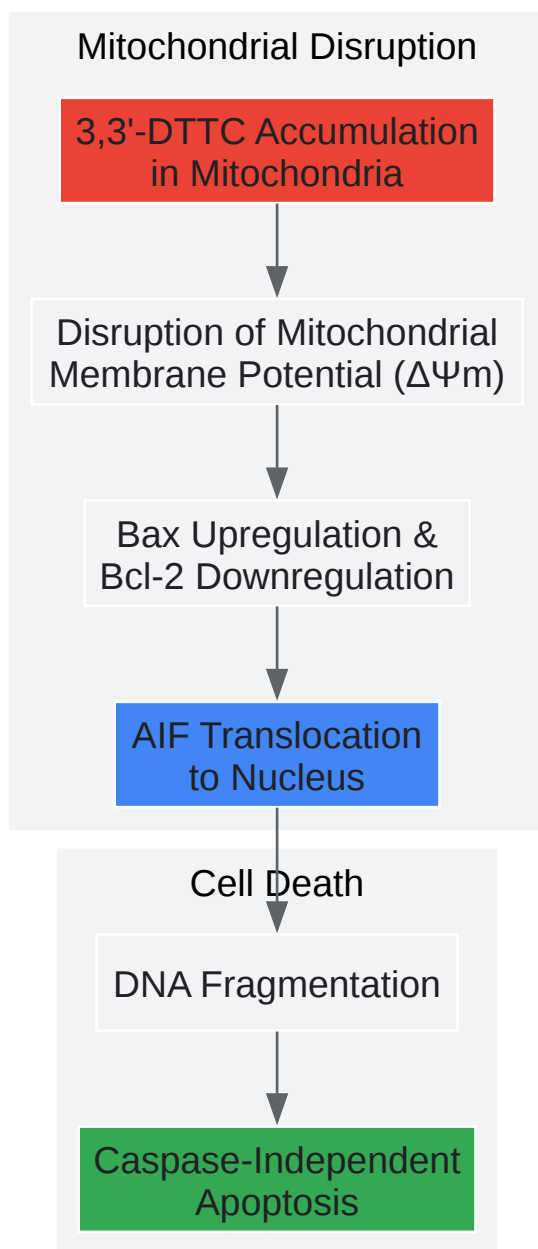 Mitochondrial Disruption
3,3'-DTTC Accumulation
in Mitochondria
Disruption of Mitochondrial
Membrane Potential (ΔΨm)
Bax Upregulation &
Bcl-2 Downregulation
AIF Translocation
to Nucleus
Cell Death
DNA Fragmentation
Caspase-Independent
Apoptosis